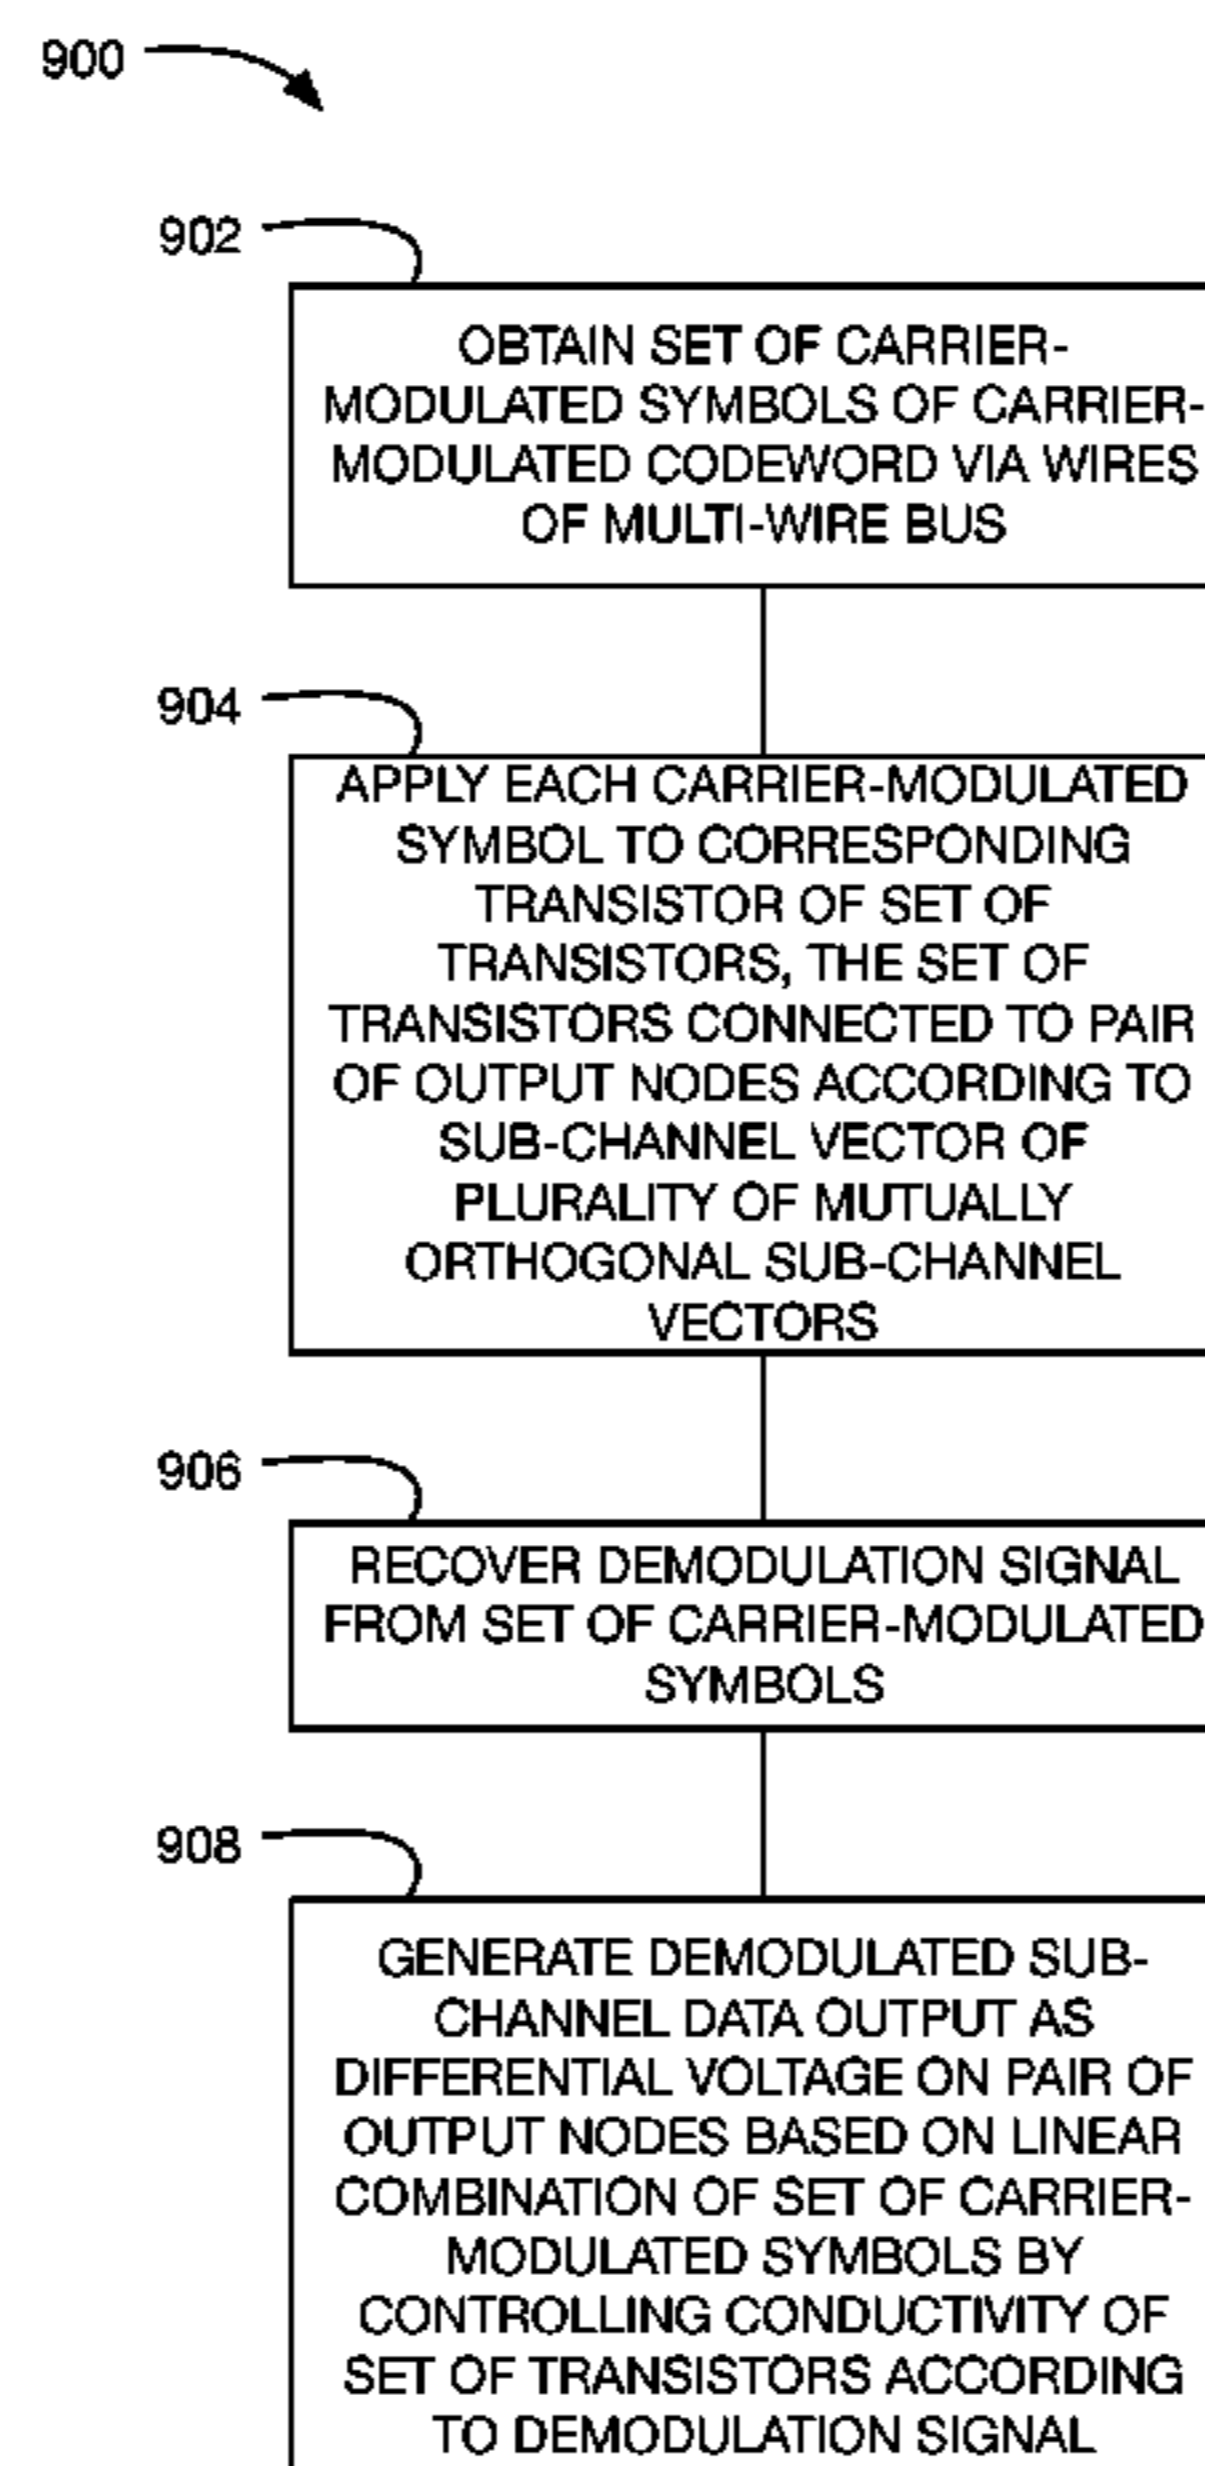 900
902
OBTAIN SET OF CARRIER-
MODULATED SYMBOLS OF CARRIER-
MODULATED CODEWORD VIA WIRES
OF MULTI-WIRE BUS
904
APPLY EACH CARRIER-MODULATED
SYMBOL TO CORRESPONDING
TRANSISTOR OF SET OF
TRANSISTORS, THE SET OF
TRANSISTORS CONNECTED TO PAIR
OF OUTPUT NODES ACCORDING TO
SUB-CHANNEL VECTOR OF
PLURALITY OF MUTUALLY
ORTHOGONAL SUB-CHANNEL
VECTORS
906
RECOVER DEMODULATION SIGNAL
FROM SET OF CARRIER-MODULATED
SYMBOLS
908
GENERATE DEMODULATED SUB-
CHANNEL DATA OUTPUT AS
DIFFERENTIAL VOLTAGE ON PAIR OF
OUTPUT NODES BASED ON LINEAR
COMBINATION OF SET OF CARRIER-
MODULATED SYMBOLS BY
CONTROLLING CONDUCTIVITY OF
SET OF TRANSISTORS ACCORDING
TO DEMODULATION SIGNAL